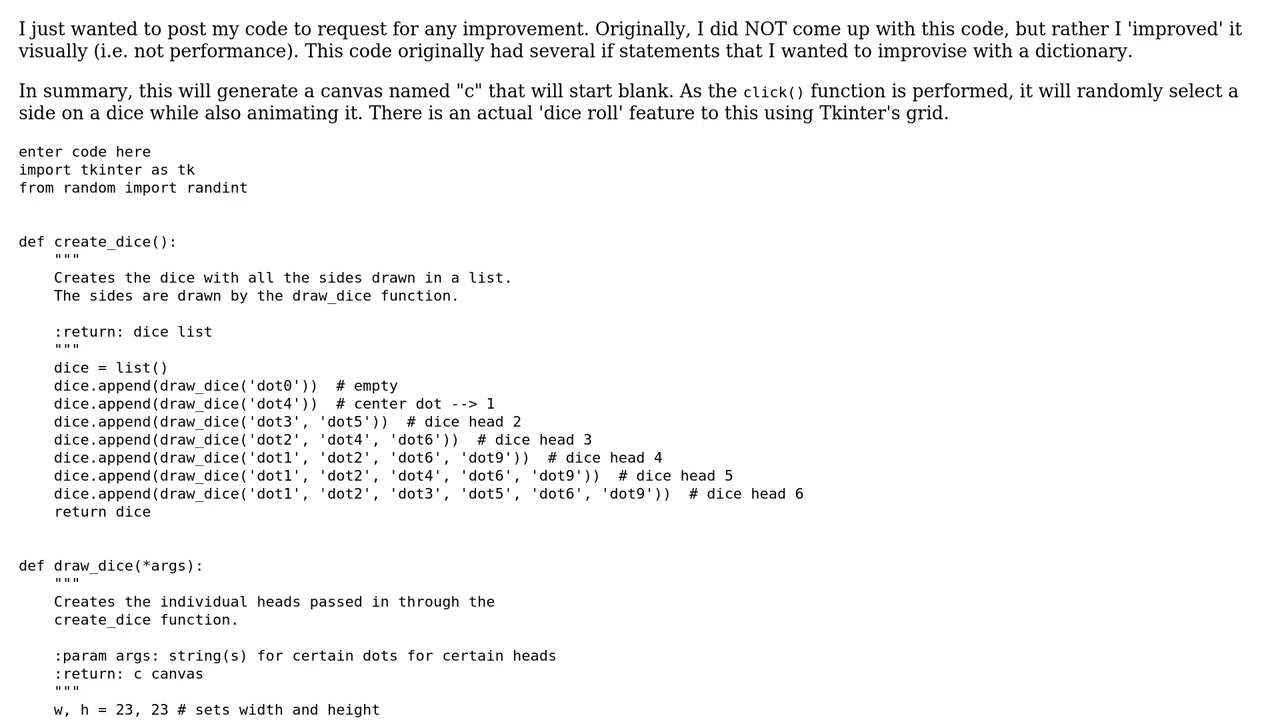 I just wanted to post my code to request for any improvement. Originally, I did NOT come up with this code, but rather I 'improved' it
visually (i.e. not performance). This code originally had several if statements that I wanted to improvise with a dictionary.
In summary, this will generate a canvas named "c" that will start blank. As the click() function is performed, it will randomly select a
side on a dice while also animating it. There is an actual 'dice roll' feature to this using Tkinter's grid.
enter code here
import tkinter as tk
from random import randint
def create_dice():
    """
    Creates the dice with all the sides drawn in a list.
    The sides are drawn by the draw_dice function.
    :return: dice list
    """
    dice = list()
    dice.append(draw_dice('dot0'))  # empty
    dice.append(draw_dice('dot4'))  # center dot --> 1
    dice.append(draw_dice('dot3', 'dot5'))  # dice head 2
    dice.append(draw_dice('dot2', 'dot4', 'dot6'))  # dice head 3
    dice.append(draw_dice('dot1', 'dot2', 'dot6', 'dot9'))  # dice head 4
    dice.append(draw_dice('dot1', 'dot2', 'dot4', 'dot6', 'dot9'))  # dice head 5
    dice.append(draw_dice('dot1', 'dot2', 'dot3', 'dot5', 'dot6', 'dot9'))  # dice head 6
    return dice
def draw_dice(*args):
    """
    Creates the individual heads passed in through the
    create_dice function.
    :param args: string(s) for certain dots for certain heads
    :return: c canvas
    """
    w, h = 23, 23 # sets width and height